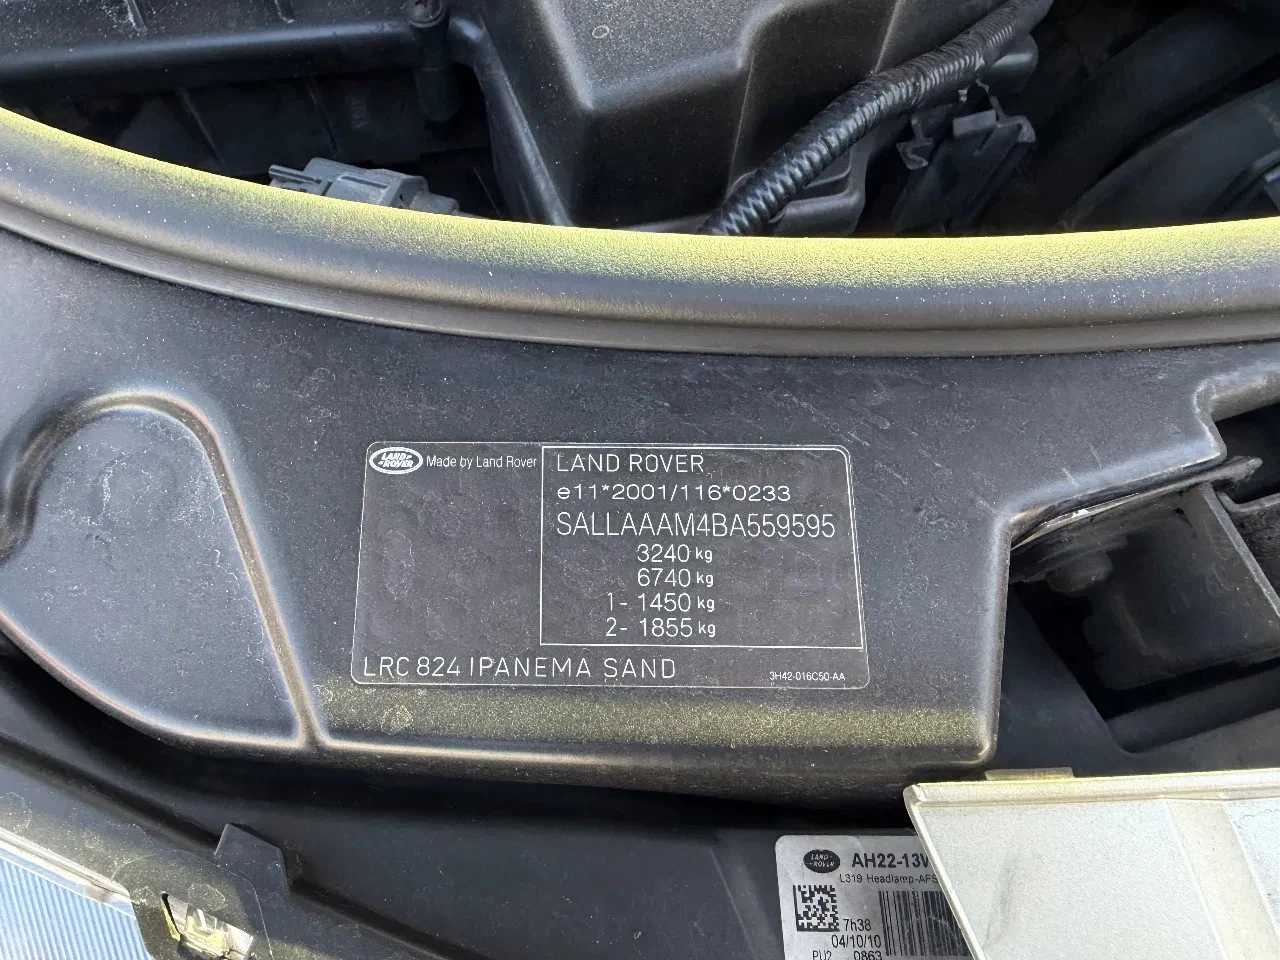 LAND ROVER
Made by Land Rover
LAND ROVER
e11*2001/116*0233
SALLAAAM4BA559595
3240 kg
6740 kg
1- 1450 kg
2- 1855 kg
LRC 824 IPANEMA SAND
3H42-016C50-AA
LAND ROVER
AH22-13
L319 Headlamp-AFS
7h38
04/10/10
PU2 0863